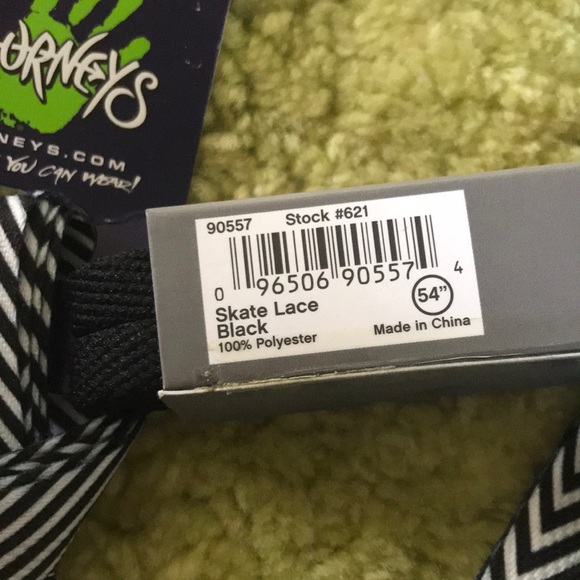 URNEYS
NEYS.COM
YOU CAN WEAR!
90557 Stock #621
0 96506 90557 4
Skate Lace
Black
100% Polyester
54"
Made in China